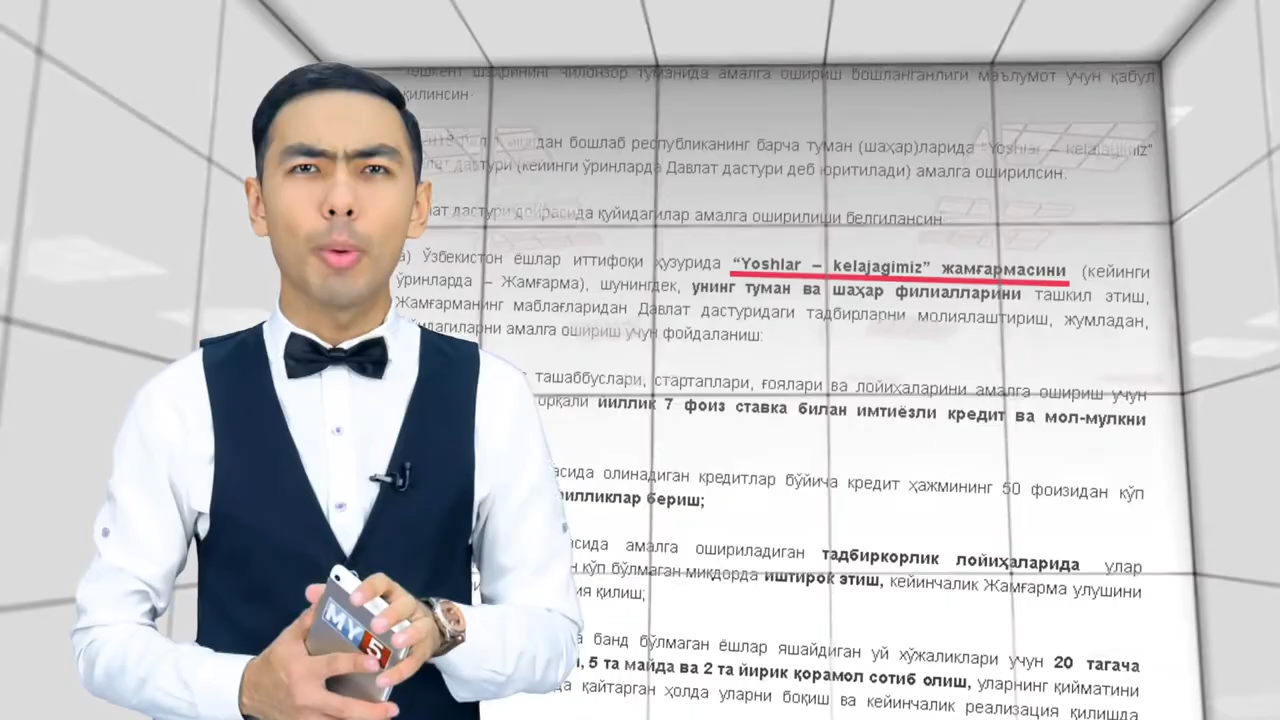 Тошкент шаҳрининг Чилонзор туманида амалга ошириш бошланганлиги маълумот учун қабул
қилинсин.
бошлаб республиканинг барча туман (шаҳар)ларида “Yoshlar – kelajagimiz”
дастури (кейинги ўринларда Давлат дастури деб юритилади) амалга оширилсин.
дастури доирасида қуйидагилар амалга оширилиши белгилансин
а) Ўзбекистон ёшлар иттифоқи ҳузурида “Yoshlar – kelajagimiz” жамғармасини (кейинги
ўринларда – Жамғарма), шунингдек, унинг туман ва шаҳар филиалларини ташкил этиш,
Жамғарманинг маблағларидан Давлат дастуридаги тадбирларни молиялаштириш, жумладан,
амалга ошириш учун фойдаланиш:
ташаббуслари, стартаплари, ғоялари ва лойиҳаларини амалга ошириш учун
орқали йиллик 7 фоиз ставка билан имтиёзли кредит ва мол-мулкни
олинадиган кредитлар бўйича кредит ҳажмининг 50 фоизидан кўп
бериш;
амалга ошириладиган тадбиркорлик лойиҳаларида улар
кўп бўлмаган миқдорда иштирок этиш, кейинчалик Жамғарма улушини
қилиш;
банд бўлмаган ёшлар яшайдиган уй хўжаликлари учун 20 тагача
5 та майда ва 2 та йирик қорамол сотиб олиш, уларнинг қийматини
қайтарган ҳолда уларни боқиш ва кейинчалик реализация қилишда
MY5